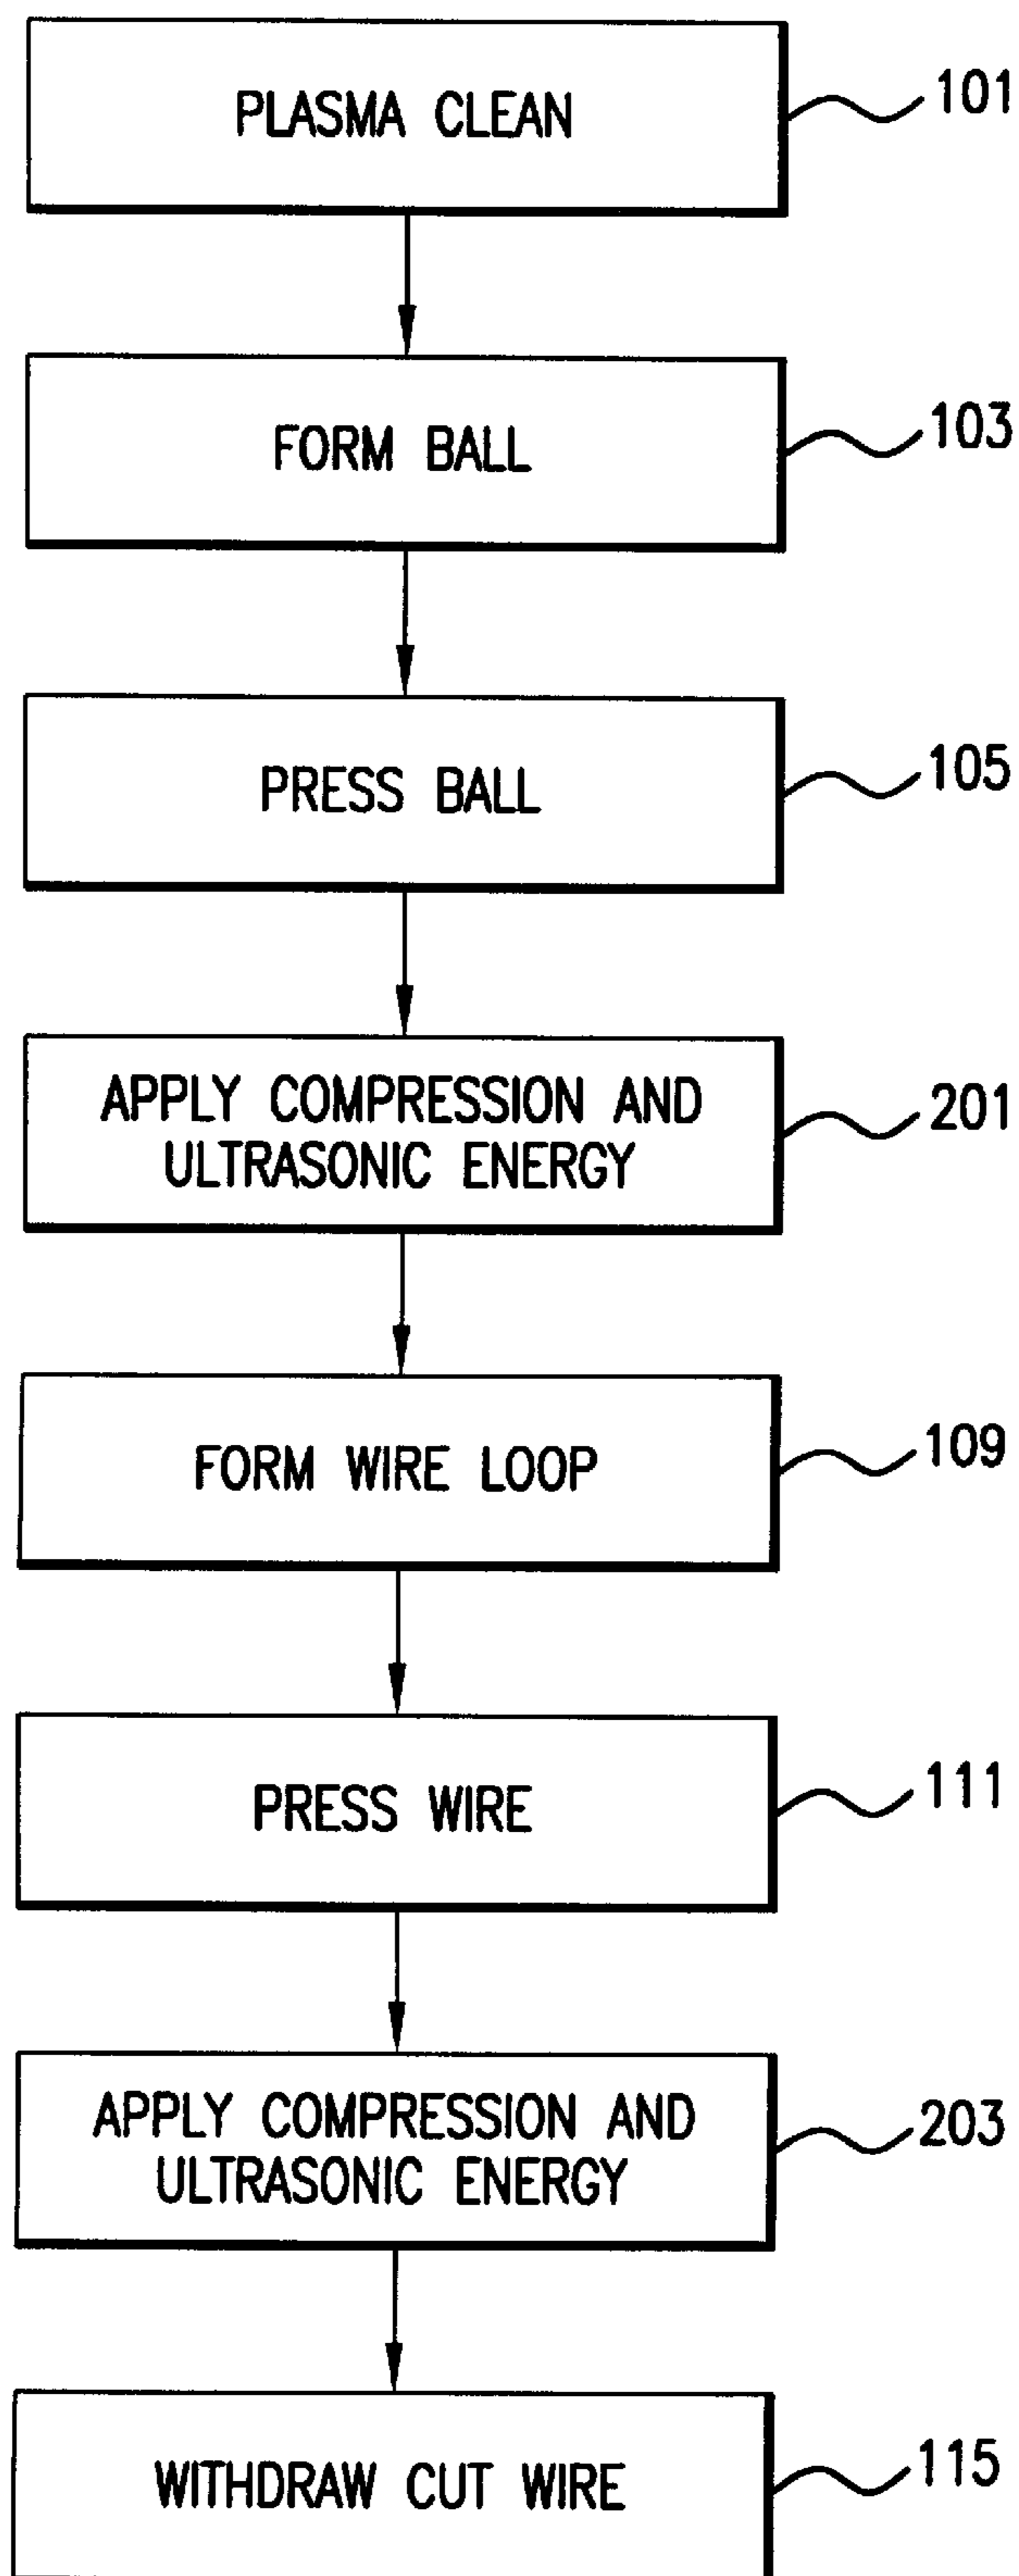 PLASMA CLEAN
101
FORM BALL
103
PRESS BALL
105
APPLY COMPRESSION AND
ULTRASONIC ENERGY
201
FORM WIRE LOOP
109
PRESS WIRE
111
APPLY COMPRESSION AND
ULTRASONIC ENERGY
203
WITHDRAW CUT WIRE
115